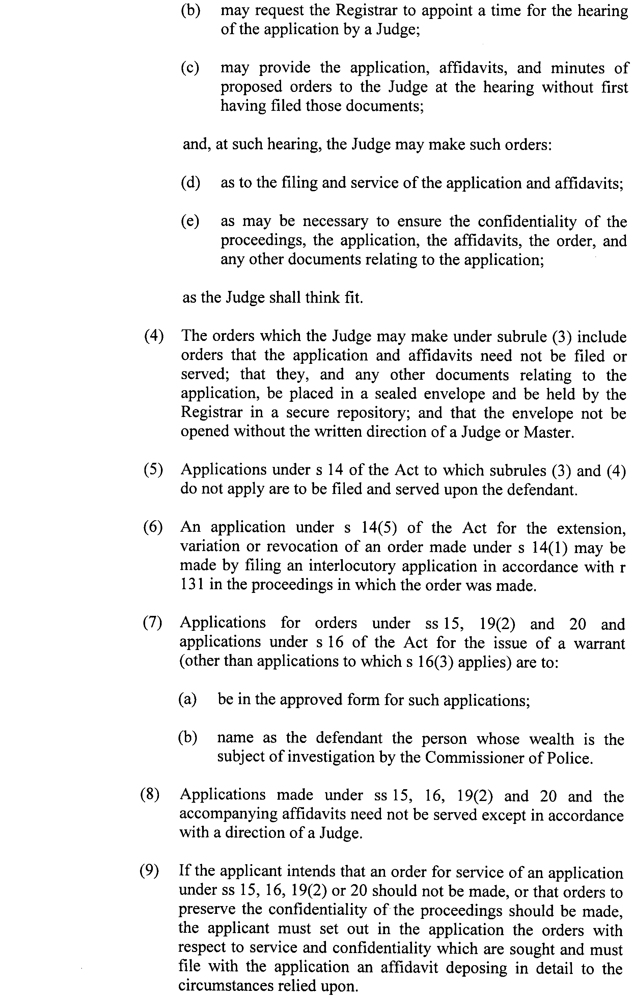 (b) may request the Registrar to appoint a time for the hearing
of the application by a Judge;
(c) may provide the application, affidavits, and minutes of
proposed orders to the Judge at the hearing without first
having filed those documents;
and, at such hearing, the Judge may make such orders:
(d) as to the filing and service of the application and affidavits;
(e) as may be necessary to ensure the confidentiality of the
proceedings, the application, the affidavits, the order, and
any other documents relating to the application;
as the Judge shall think fit.
(4) The orders which the Judge may make under subrule (3) include
orders that the application and affidavits need not be filed or
served; that they, and any other documents relating to the
application, be placed in a sealed envelope and be held by the
Registrar in a secure repository; and that the envelope not be
opened without the written direction of a Judge or Master.
(5) Applications under s 14 of the Act to which subrules (3) and (4)
do not apply are to be filed and served upon the defendant.
(6) An application under s 14(5) of the Act for the extension,
variation or revocation of an order made under s 14(1) may be
made by filing an interlocutory application in accordance with r
131 in the proceedings in which the order was made.
(7) Applications for orders under ss 15, 19(2) and 20 and
applications under s 16 of the Act for the issue of a warrant
(other than applications to which s 16(3) applies) are to:
(a) be in the approved form for such applications;
(b) name as the defendant the person whose wealth is the
subject of investigation by the Commissioner of Police.
(8) Applications made under ss 15, 16, 19(2) and 20 and the
accompanying affidavits need not be served except in accordance
with a direction of a Judge.
(9) If the applicant intends that an order for service of an application
under ss 15, 16, 19(2) or 20 should not be made, or that orders to
preserve the confidentiality of the proceedings should be made,
the applicant must set out in the application the orders with
respect to service and confidentiality which are sought and must
file with the application an affidavit deposing in detail to the
circumstances relied upon.